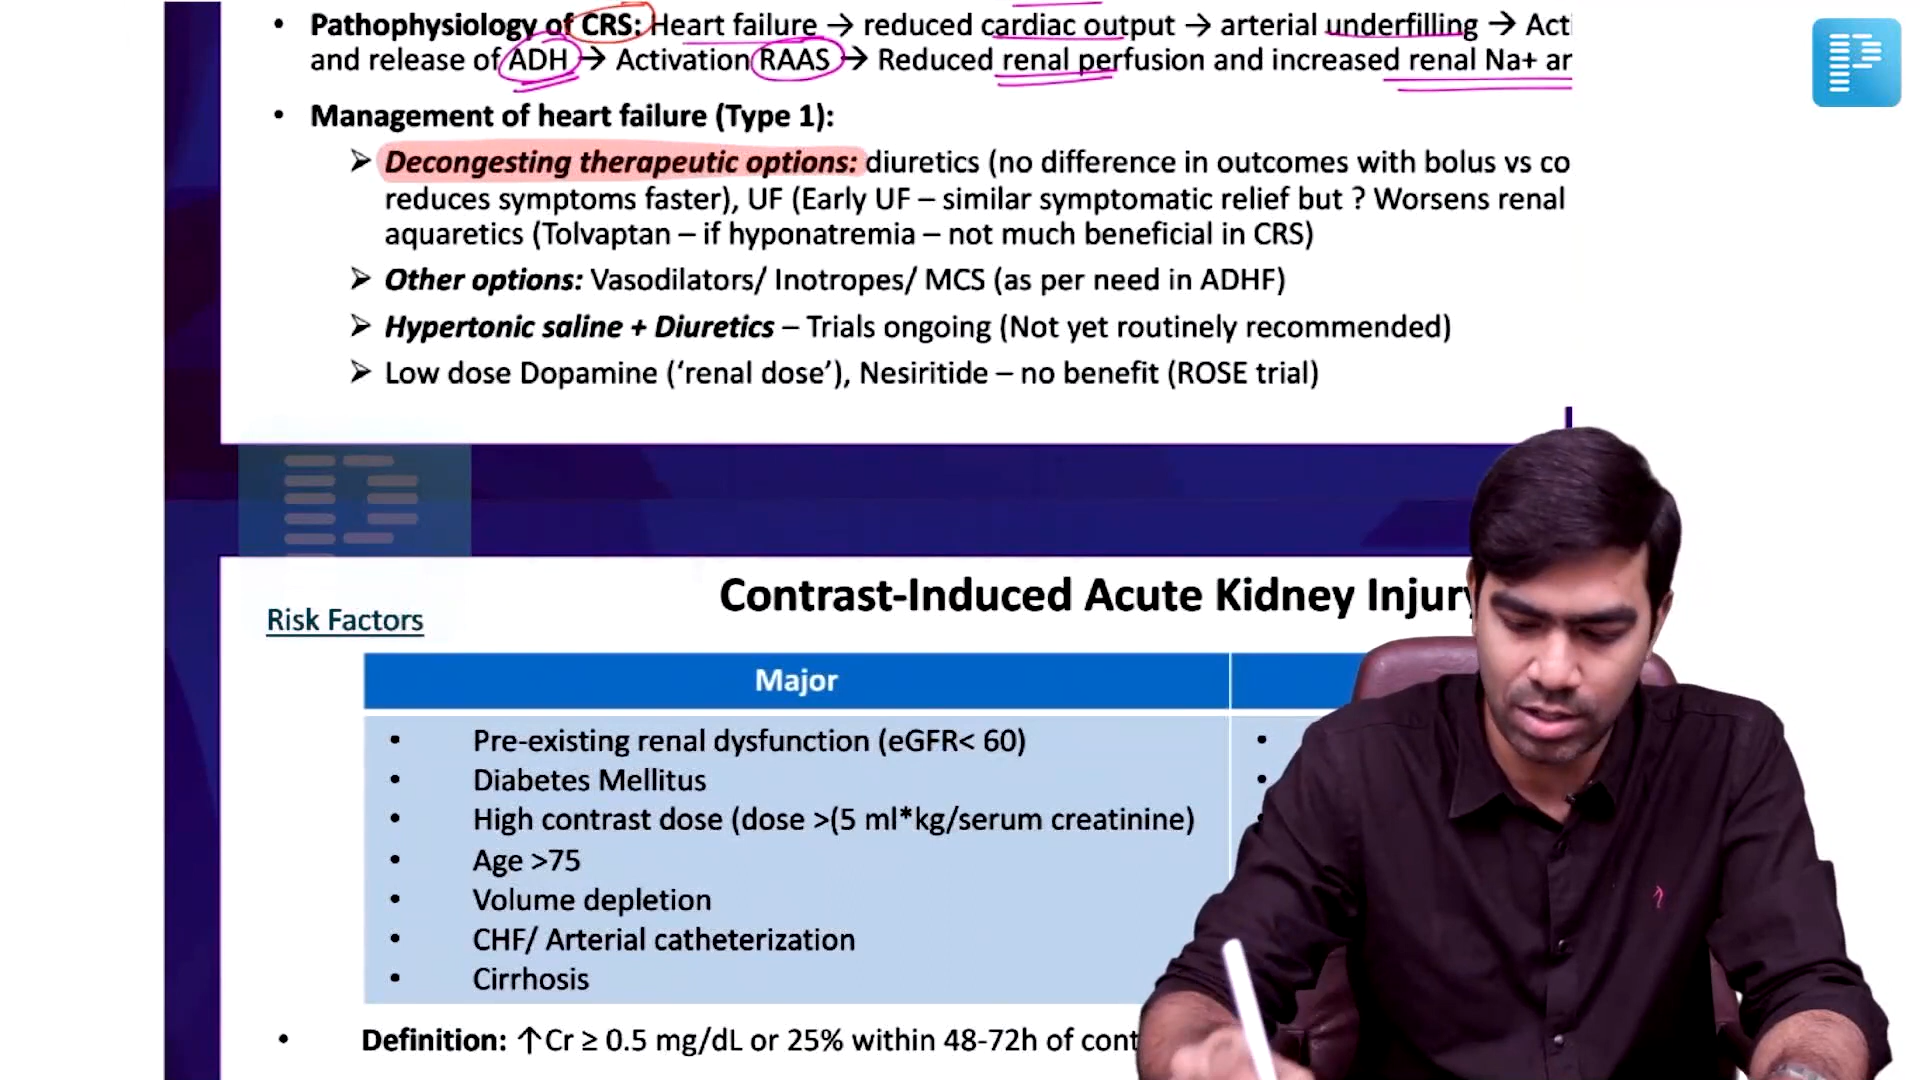 • Pathophysiology of CRS: Heart failure → reduced cardiac output → arterial underfilling →
and release of ADH → Activation RAAS → Reduced renal perfusion and increased renal Na+
• Management of heart failure (Type 1):
➢ Decongesting therapeutic options: diuretics (no difference in outcomes with bolus vs
reduces symptoms faster), UF (Early UF – similar symptomatic relief but ? Worsens renal
aquaretics (Tolvaptan – if hyponatremia – not much beneficial in CRS)
➢ Other options: Vasodilators/ Inotropes/ MCS (as per need in ADHF)
➢ Hypertonic saline + Diuretics – Trials ongoing (Not yet routinely recommended)
➢ Low dose Dopamine (‘renal dose’), Nesiritide – no benefit (ROSE trial)
Contrast-Induced Acute Kidney Injury
Risk Factors
Major
• Pre-existing renal dysfunction (eGFR< 60)
• Diabetes Mellitus
• High contrast dose (dose >(5 ml*kg/serum creatinine)
• Age >75
• Volume depletion
• CHF/ Arterial catheterization
• Cirrhosis
• Definition: ↑Cr ≥ 0.5 mg/dL or 25% within 48-72h of